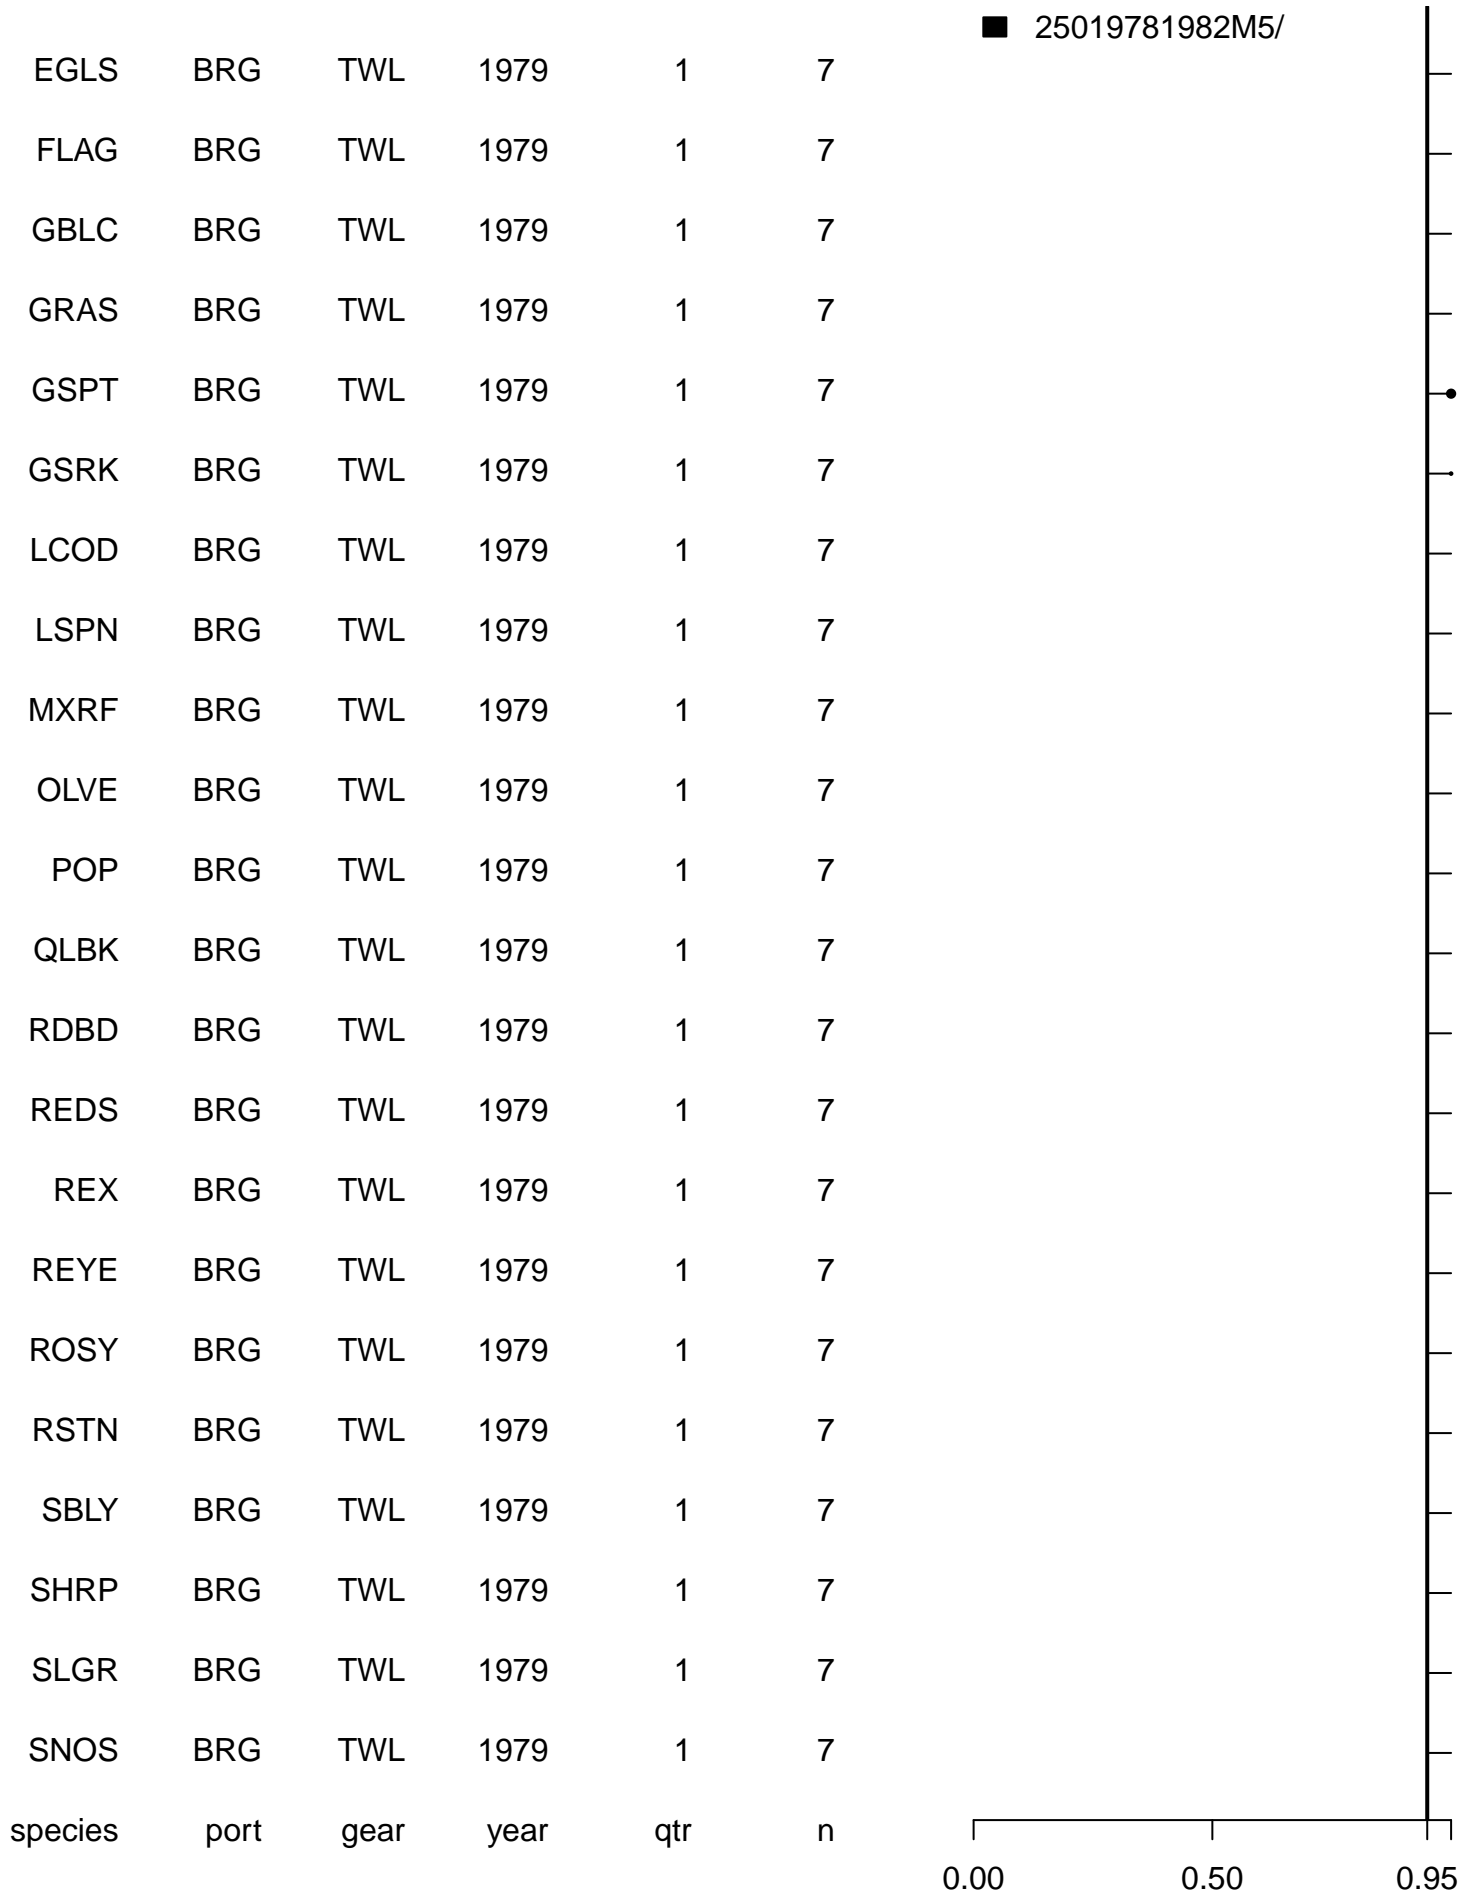 25019781982M5/
EGLS BRG TWL 1979 1 7
FLAG BRG TWL 1979 1 7
GBLC BRG TWL 1979 1 7
GRAS BRG TWL 1979 1 7
GSPT BRG TWL 1979 1 7
GSRK BRG TWL 1979 1 7
LCOD BRG TWL 1979 1 7
LSPN BRG TWL 1979 1 7
MXRF BRG TWL 1979 1 7
OLVE BRG TWL 1979 1 7
POP BRG TWL 1979 1 7
QLBK BRG TWL 1979 1 7
RDBD BRG TWL 1979 1 7
REDS BRG TWL 1979 1 7
REX BRG TWL 1979 1 7
REYE BRG TWL 1979 1 7
ROSY BRG TWL 1979 1 7
RSTN BRG TWL 1979 1 7
SBLY BRG TWL 1979 1 7
SHRP BRG TWL 1979 1 7
SLGR BRG TWL 1979 1 7
SNOS BRG TWL 1979 1 7
species port gear year qtr n
0.00 0.50 0.95